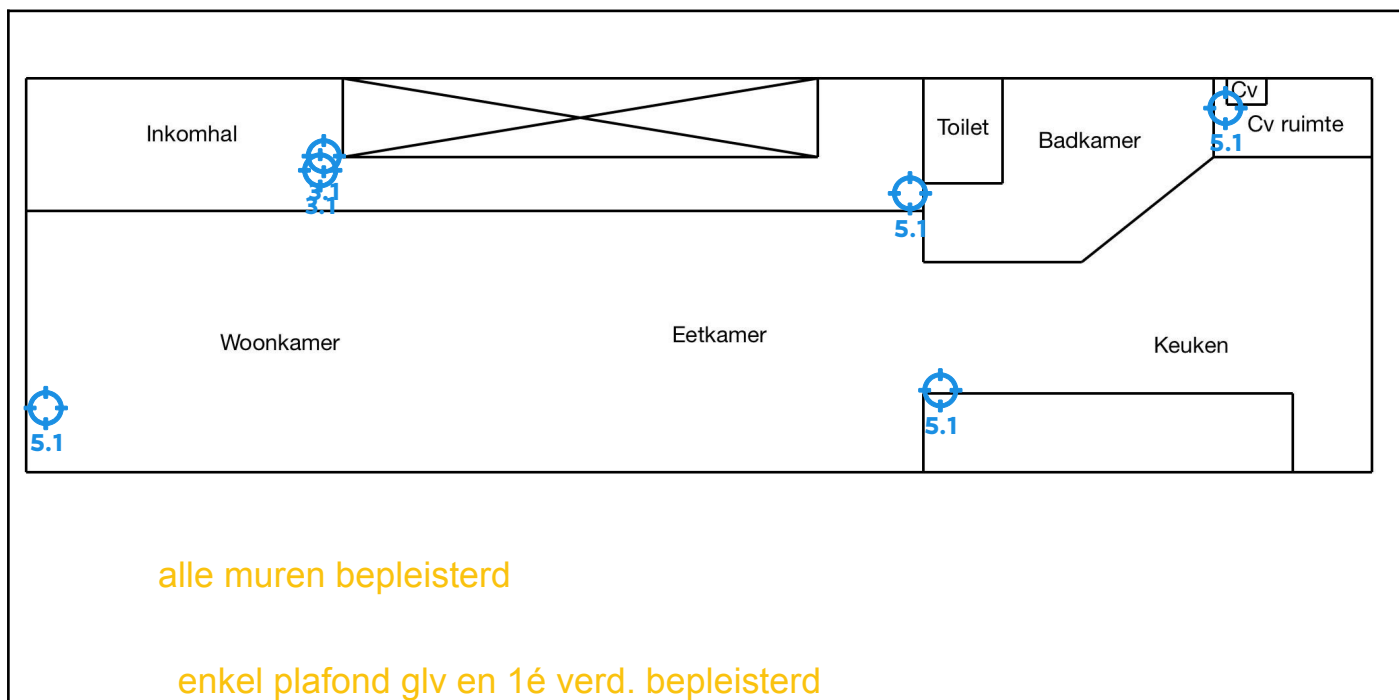 Cv
Inkomhal
Toilet
Badkamer
Cv ruimte
5.1
3.1
3.1
5.1
Woonkamer
Eetkamer
Keuken
5.1
5.1
alle muren bepleisterd
enkel plafond glv en 1é verd. bepleisterd